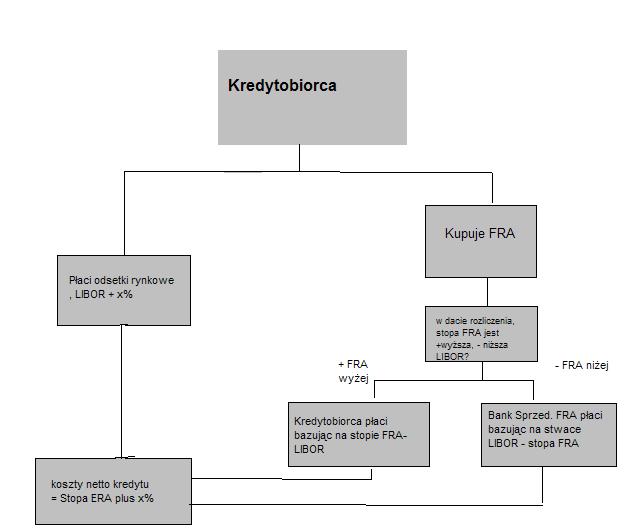 Kredytobiorca
Kupuje FRA
Płaci odsetki rynkowe
, LIBOR + x%
w dacie rozliczenia,
stopa FRA jest
+wyższa, - niższa
LIBOR?
+ FRA
wyżej
- FRA niżej
Kredytobiorca płaci
bazując na stopie FRA-
LIBOR
Bank Sprzed. FRA płaci
bazując na stwace
LIBOR - stopa FRA
koszty netto kredytu
= Stopa ERA plus x%